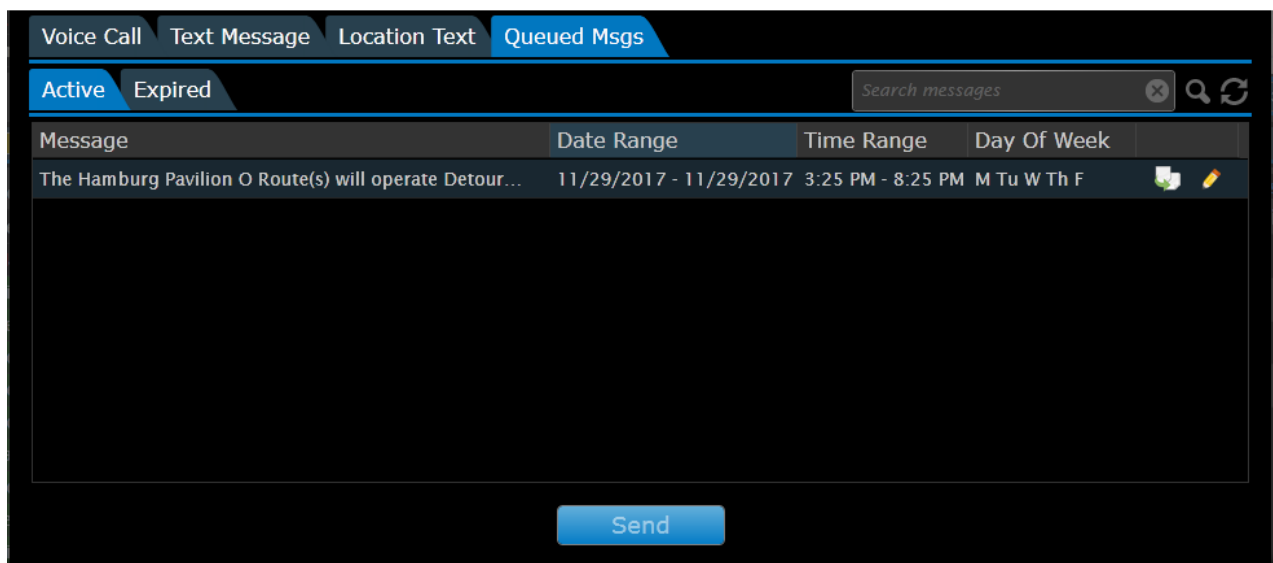 Voice Call Text Message Location Text Queued Msgs
Active Expired Search messages
Message Date Range Time Range Day Of Week
The Hamburg Pavilion O Route(s) will operate Detour... 11/29/2017 - 11/29/2017 3:25 PM - 8:25 PM M Tu W Th F
Send